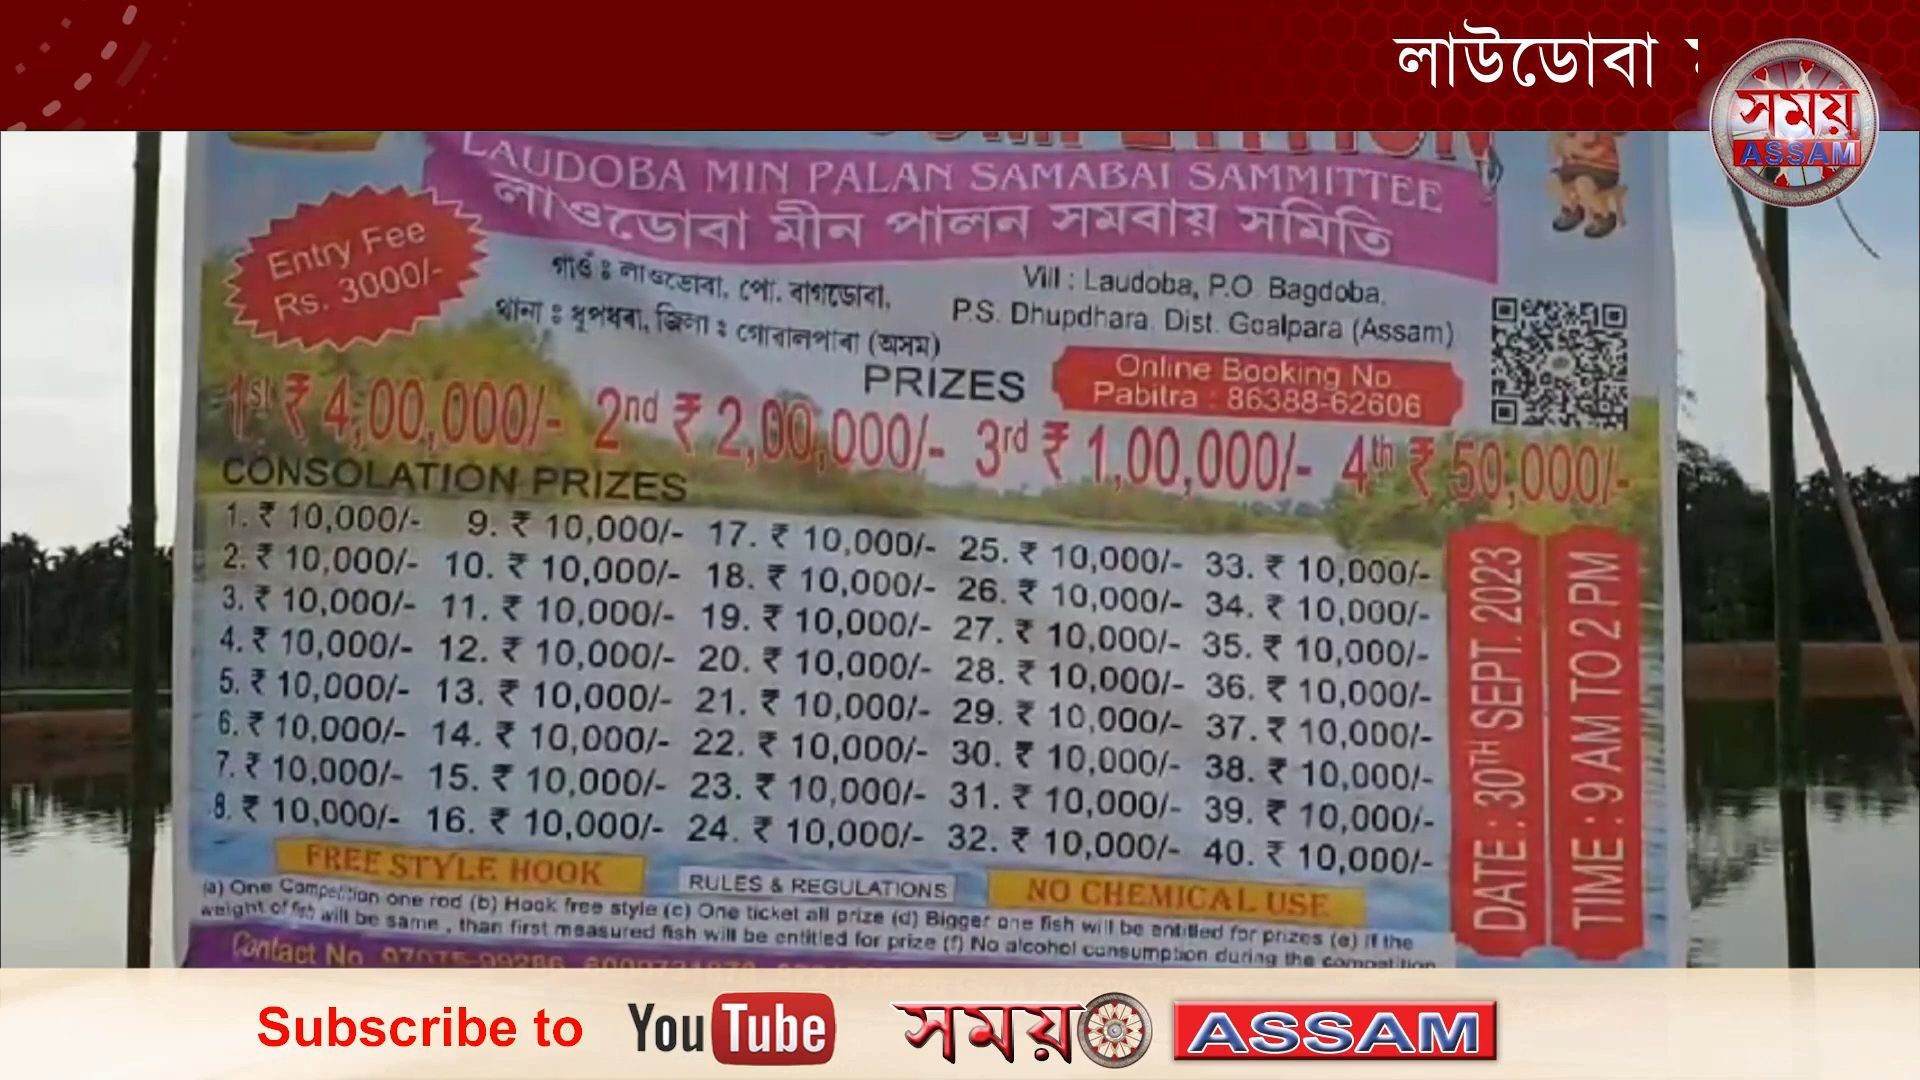 লাউডোবা
সময়
ASSAM
COMPETITION
LAUDOBA MIN PALAN SAMABAI SAMMITTEE
লাওডোবা মীন পালন সমবায় সমিতি
Entry Fee
Rs. 3000/-
গাওঁ ঃ লাওডোবা, পো. বাগডোবা,
থানা ঃ ধূপধৰা, জিলা ঃ গোৱালপাৰা (অসম)
Vill : Laudoba, P.O. Bagdoba,
P.S. Dhupdhara, Dist. Goalpara (Assam)
Online Booking No.
Pabitra : 86388-62606
PRIZES
1st ₹ 4,00,000/- 2nd ₹ 2,00,000/- 3rd ₹ 1,00,000/- 4th ₹ 50,000/-
CONSOLATION PRIZES
1. ₹ 10,000/- 9. ₹ 10,000/- 17. ₹ 10,000/- 25. ₹ 10,000/- 33. ₹ 10,000/-
2. ₹ 10,000/- 10. ₹ 10,000/- 18. ₹ 10,000/- 26. ₹ 10,000/- 34. ₹ 10,000/-
3. ₹ 10,000/- 11. ₹ 10,000/- 19. ₹ 10,000/- 27. ₹ 10,000/- 35. ₹ 10,000/-
4. ₹ 10,000/- 12. ₹ 10,000/- 20. ₹ 10,000/- 28. ₹ 10,000/- 36. ₹ 10,000/-
5. ₹ 10,000/- 13. ₹ 10,000/- 21. ₹ 10,000/- 29. ₹ 10,000/- 37. ₹ 10,000/-
6. ₹ 10,000/- 14. ₹ 10,000/- 22. ₹ 10,000/- 30. ₹ 10,000/- 38. ₹ 10,000/-
7. ₹ 10,000/- 15. ₹ 10,000/- 23. ₹ 10,000/- 31. ₹ 10,000/- 39. ₹ 10,000/-
8. ₹ 10,000/- 16. ₹ 10,000/- 24. ₹ 10,000/- 32. ₹ 10,000/- 40. ₹ 10,000/-
DATE : 30TH SEPT. 2023
TIME : 9 AM TO 2 PM
FREE STYLE HOOK
RULES & REGULATIONS
NO CHEMICAL USE
(a) One Competition one rod (b) Hook free style (c) One ticket all prize (d) Bigger one fish will be entitled for prizes (e) If the
weight of fish will be same , than first measured fish will be entitled for prize (f) No alcohol consumption during the competition
Contact No. 97075-99286
Subscribe to YouTube সময় ASSAM